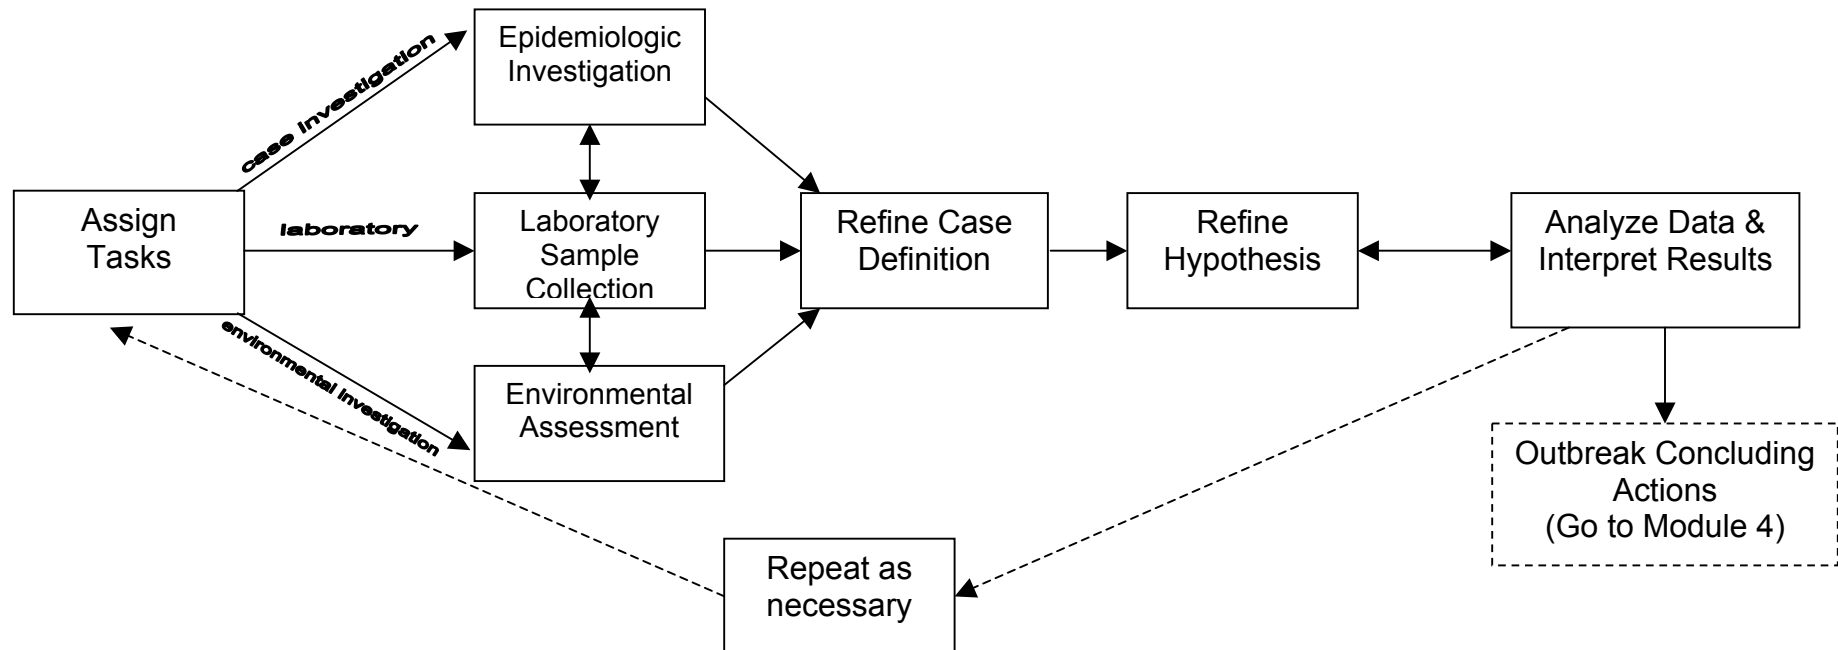 Assign
Tasks
case investigation
laboratory
environmental investigation
Epidemiologic
Investigation
Laboratory
Sample
Collection
Environmental
Assessment
Refine Case
Definition
Refine
Hypothesis
Analyze Data &
Interpret Results
Outbreak Concluding
Actions
(Go to Module 4)
Repeat as
necessary